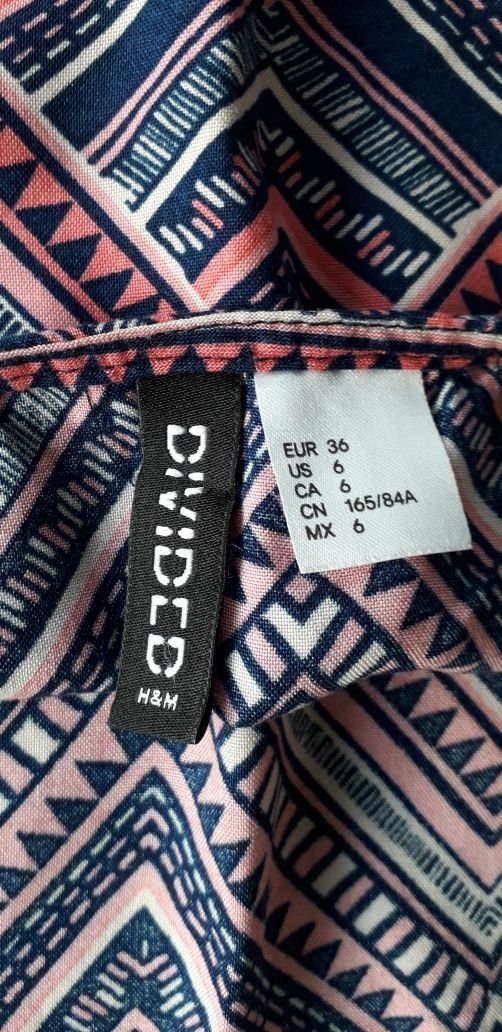 DIVIDED
H&M
EUR 36
US 6
CA 6
CN 165/84A
MX 6